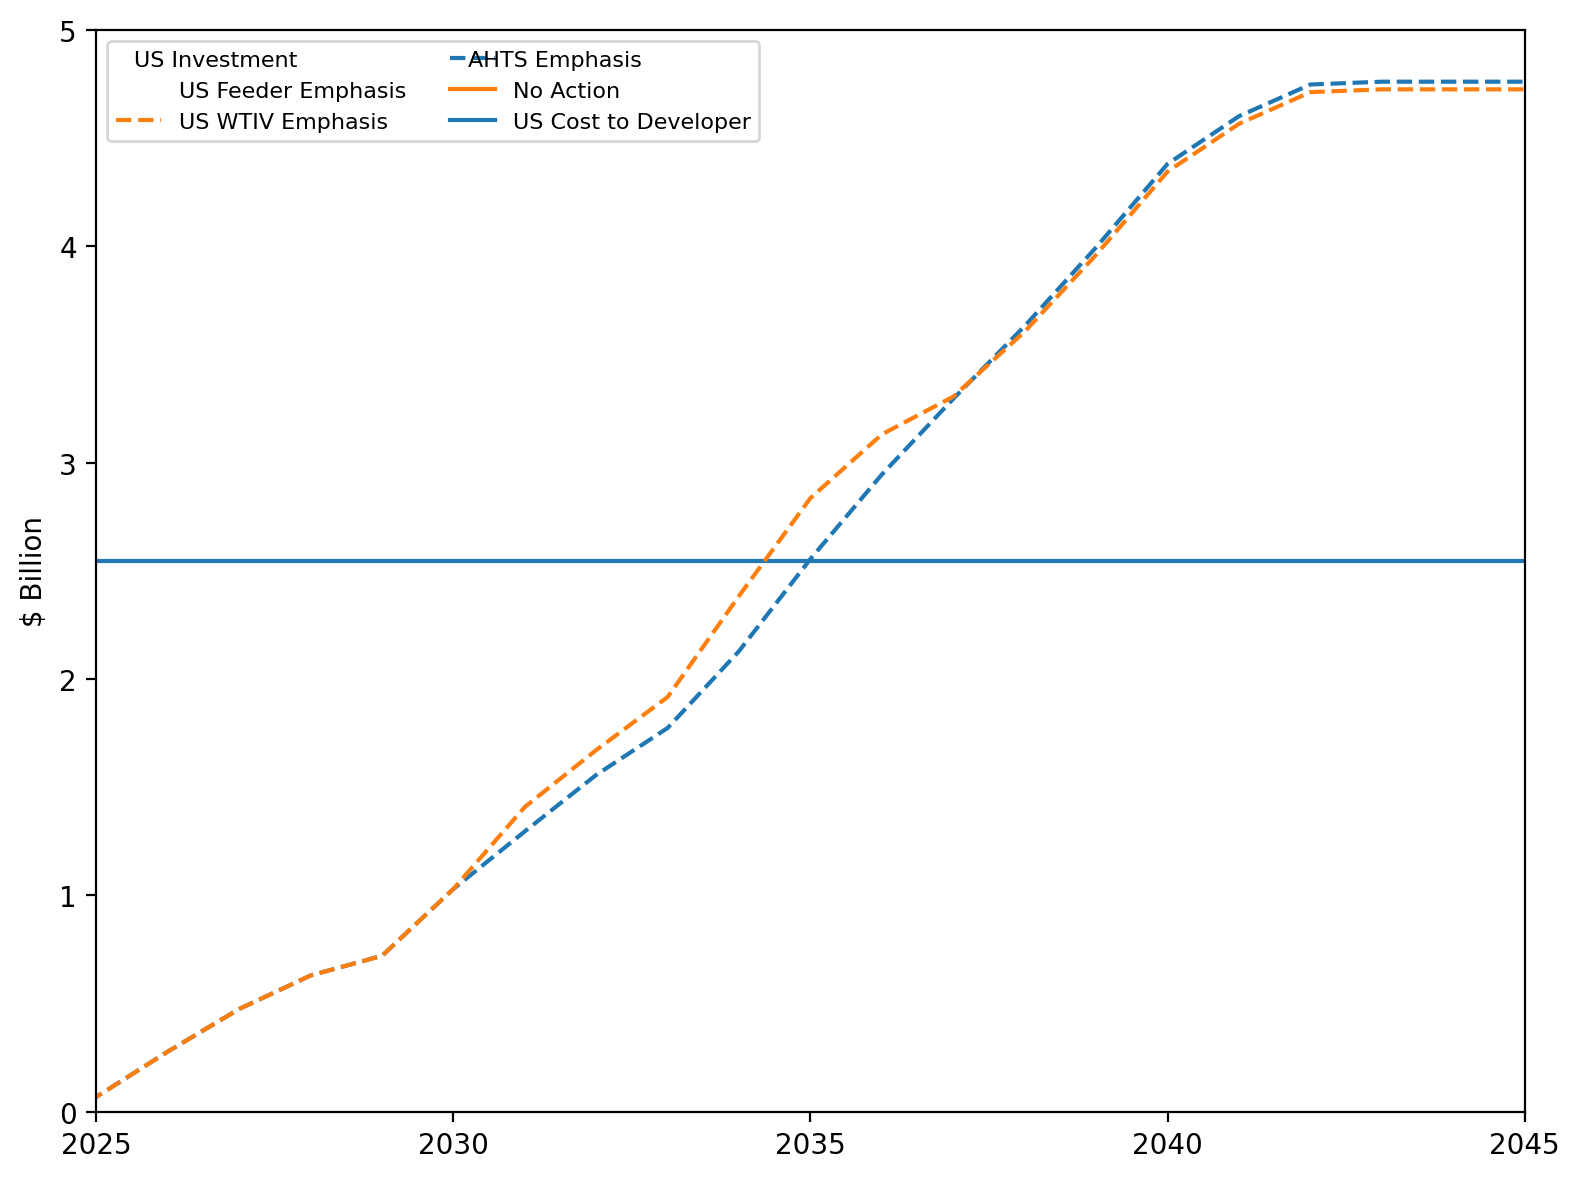 5
US Investment
US Feeder Emphasis
US WTIV Emphasis
AHTS Emphasis
No Action
US Cost to Developer
4
3
$ Billion
2
1
0
2025 2030 2035 2040 2045